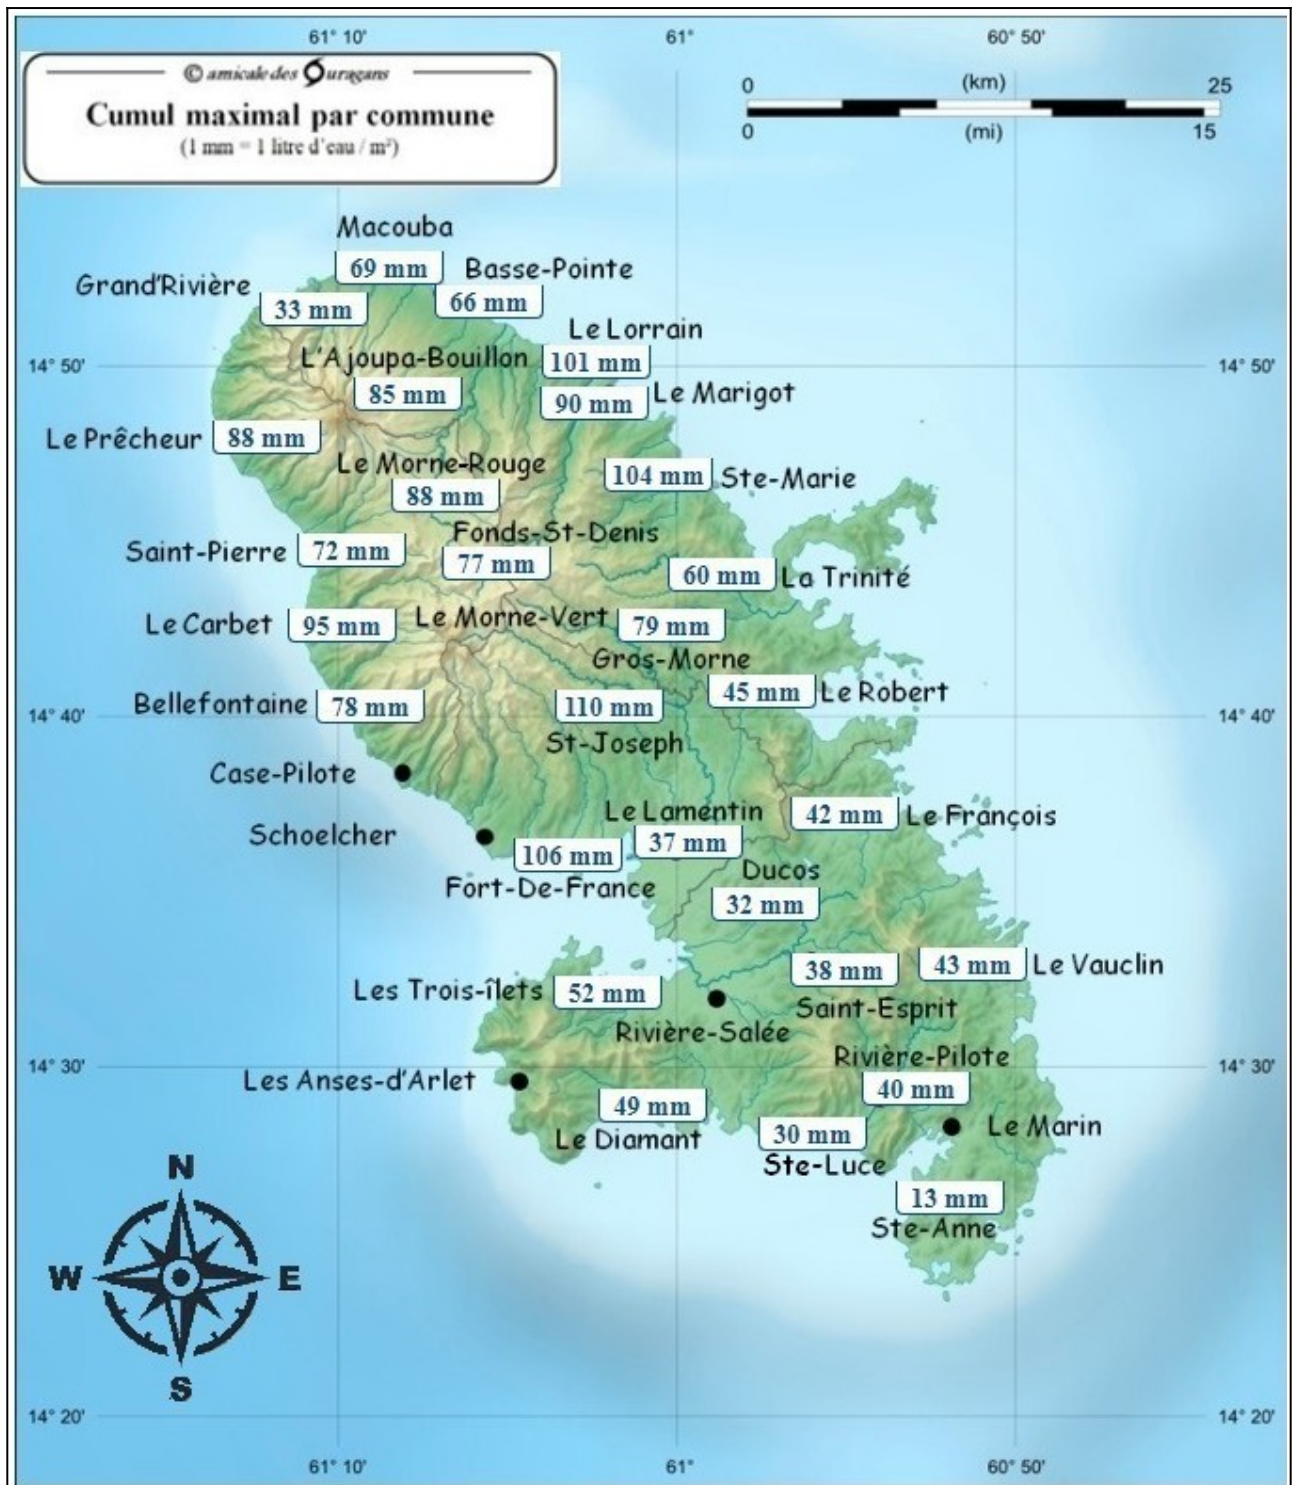 61° 10'
61°
60° 50'
© amicale des Ouragans
Cumul maximal par commune
(1 mm = 1 litre d'eau / m²)
0
(km)
25
0
(mi)
15
Macouba
69 mm
Basse-Pointe
66 mm
Grand'Rivière
33 mm
Le Lorrain
101 mm
14° 50'
L'Ajoupa-Bouillon
85 mm
14° 50'
90 mm
Le Marigot
Le Prêcheur
88 mm
Le Morne-Rouge
88 mm
104 mm
Ste-Marie
Fonds-St-Denis
77 mm
Saint-Pierre
72 mm
60 mm
La Trinité
Le Carbet
95 mm
Le Morne-Vert
79 mm
Gros-Morne
45 mm
Le Robert
Bellefontaine
78 mm
110 mm
St-Joseph
14° 40'
14° 40'
Case-Pilote
Schoelcher
Le Lamentin
37 mm
42 mm
Le François
106 mm
Fort-De-France
Ducos
32 mm
38 mm
Saint-Esprit
43 mm
Le Vauclin
Les Trois-îlets
52 mm
Rivière-Salée
Rivière-Pilote
40 mm
14° 30'
14° 30'
Les Anses-d'Arlet
49 mm
Le Diamant
30 mm
Ste-Luce
Le Marin
13 mm
Ste-Anne
N
W
E
S
14° 20'
14° 20'
61° 10'
61°
60° 50'